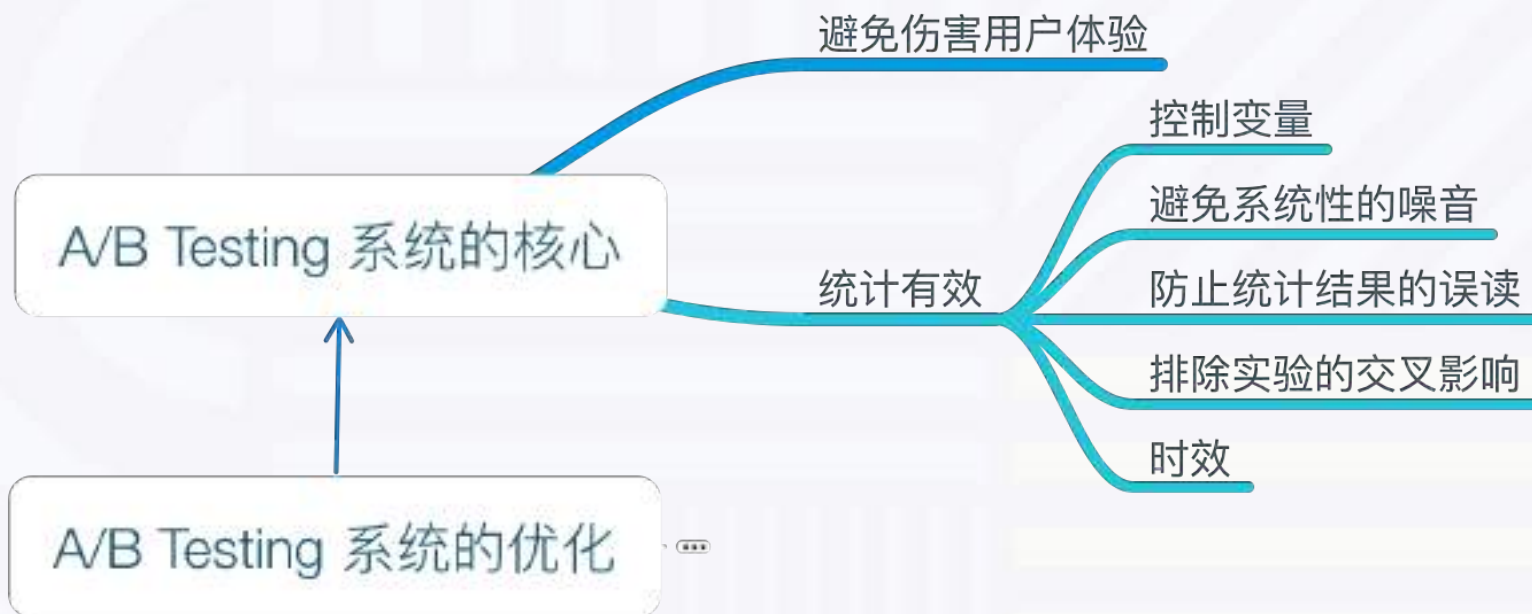 避免伤害用户体验
控制变量
避免系统性的噪音
A/B Testing 系统的核心
统计有效
防止统计结果的误读
排除实验的交叉影响
时效
A/B Testing 系统的优化